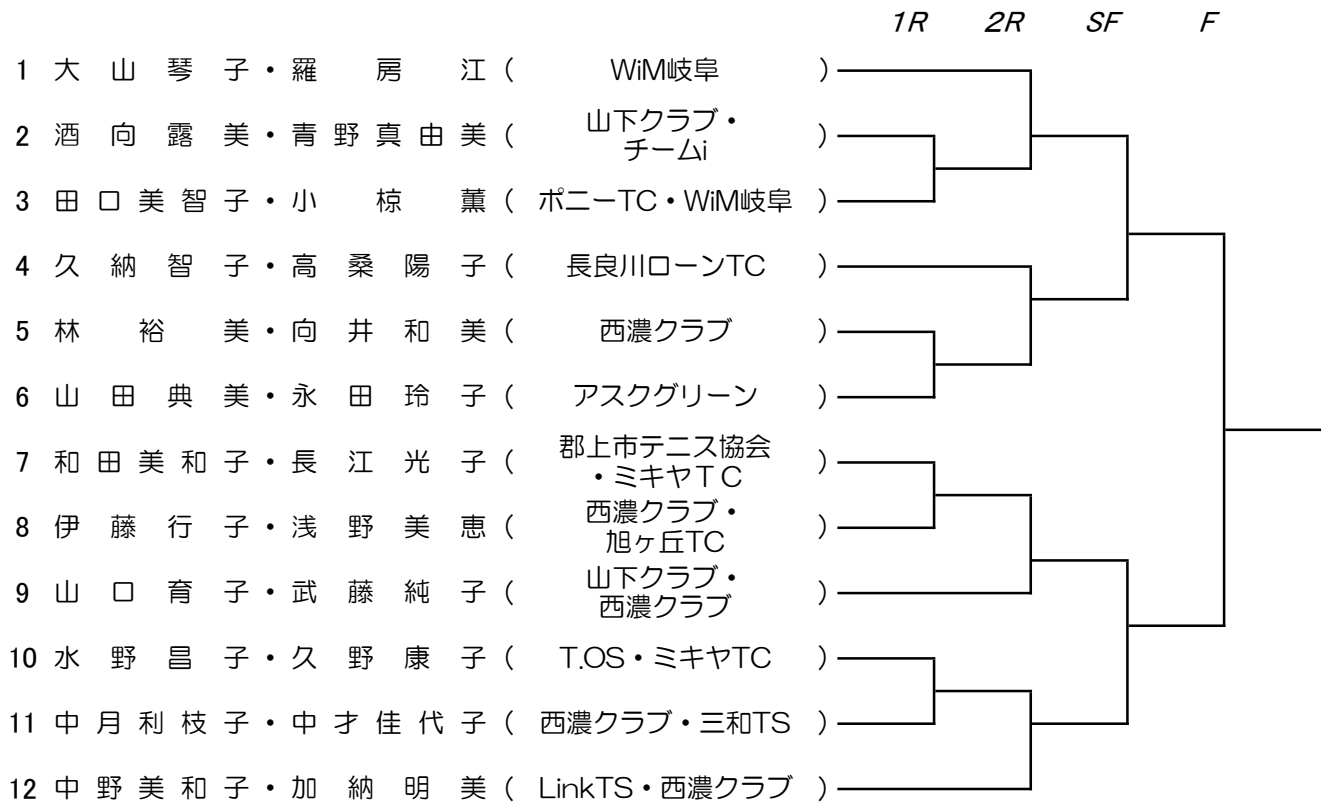 1R 2R SF F
1 大山琴子・羅房江 ( WiM岐阜 )
2 酒向露美・青野真由美 ( 山下クラブ・
チームi )
3 田口美智子・小椋薫 ( ポニーTC・WiM岐阜 )
4 久納智子・高桑陽子 ( 長良川ローンTC )
5 林裕美・向井和美 ( 西濃クラブ )
6 山田典美・永田玲子 ( アスクグリーン )
7 和田美和子・長江光子 ( 郡上市テニス協会
・ミキヤTC )
8 伊藤行子・浅野美恵 ( 西濃クラブ・
旭ヶ丘TC )
9 山口育子・武藤純子 ( 山下クラブ・
西濃クラブ )
10 水野昌子・久野康子 ( T.OS・ミキヤTC )
11 中月利枝子・中才佳代子 ( 西濃クラブ・三和TS )
12 中野美和子・加納明美 ( LinkTS・西濃クラブ )